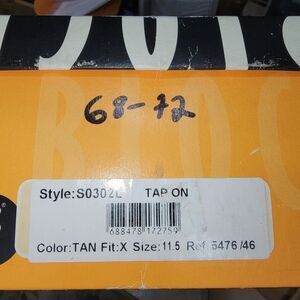 68-72
Style:S0302L TAP ON
688478172759
Color:TAN Fit:X Size:11.5 Ref 5476 /46